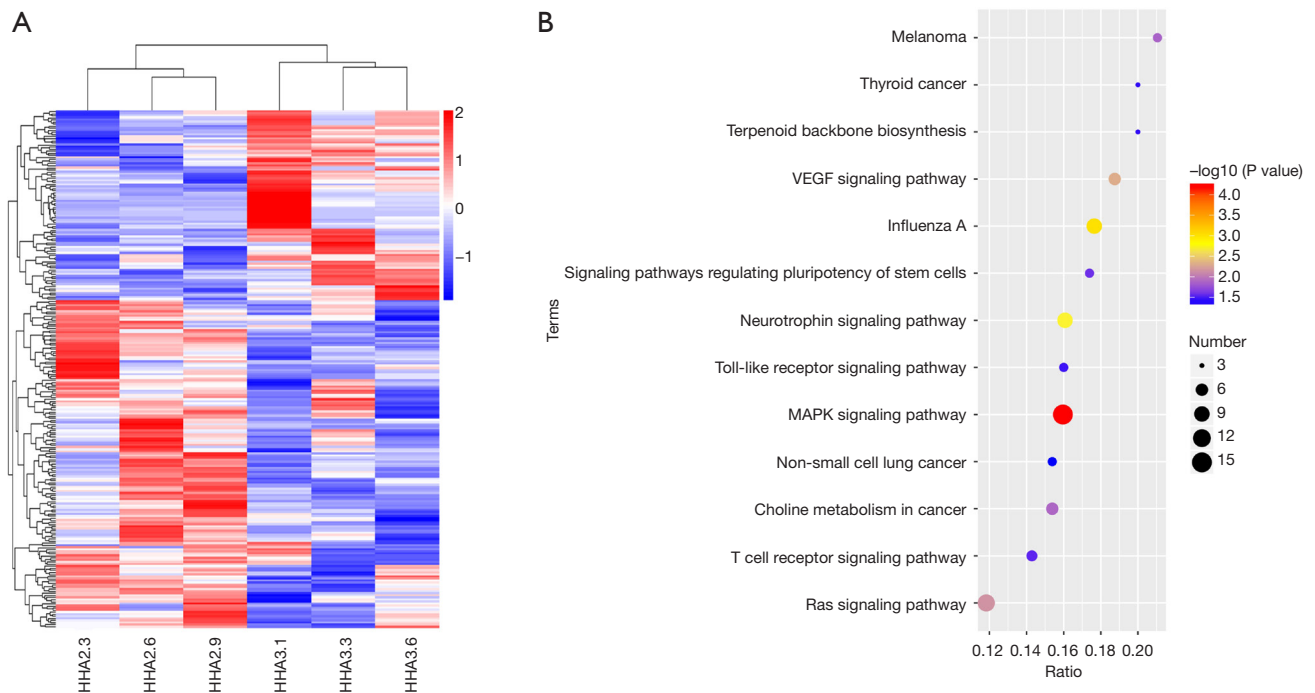 A
2
1
0
−1
HHA2.3
HHA2.6
HHA2.9
HHA3.1
HHA3.3
HHA3.6
B
Terms
Melanoma
Thyroid cancer
Terpenoid backbone biosynthesis
VEGF signaling pathway
Influenza A
Signaling pathways regulating pluripotency of stem cells
Neurotrophin signaling pathway
Toll-like receptor signaling pathway
MAPK signaling pathway
Non-small cell lung cancer
Choline metabolism in cancer
T cell receptor signaling pathway
Ras signaling pathway
0.12 0.14 0.16 0.18 0.20
Ratio
−log10 (P value)
4.0
3.5
3.0
2.5
2.0
1.5
Number
3
6
9
12
15